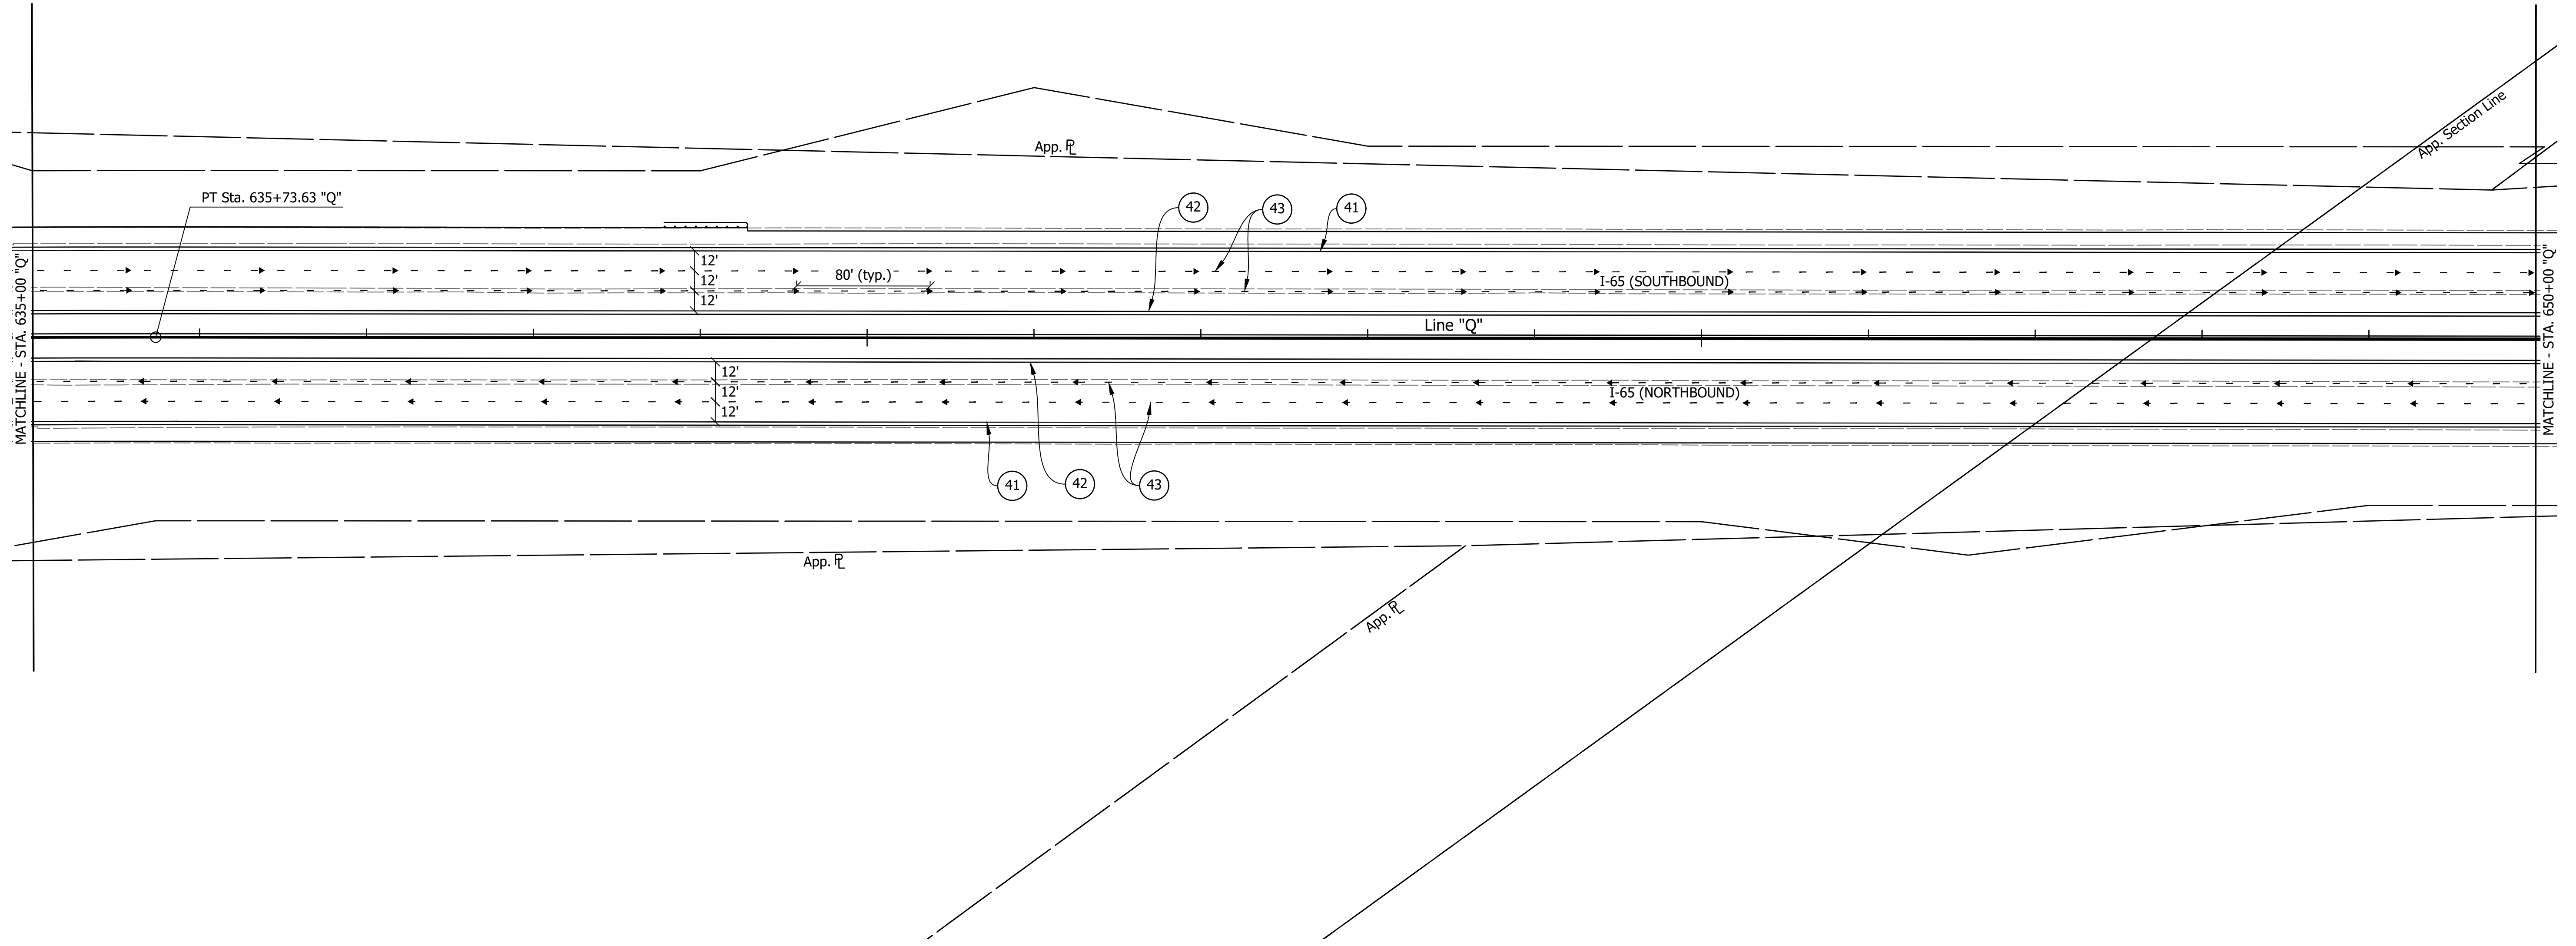 App. Section Line
App. PL
PT Sta. 635+73.63 "Q"
42
43
41
MATCHLINE - STA. 635+00 "Q"
12'
12'
12'
80' (typ.)
I-65 (SOUTHBOUND)
Line "Q"
MATCHLINE - STA. 650+00 "Q"
12'
12'
12'
I-65 (NORTHBOUND)
41
42
43
App. PL
App. PL